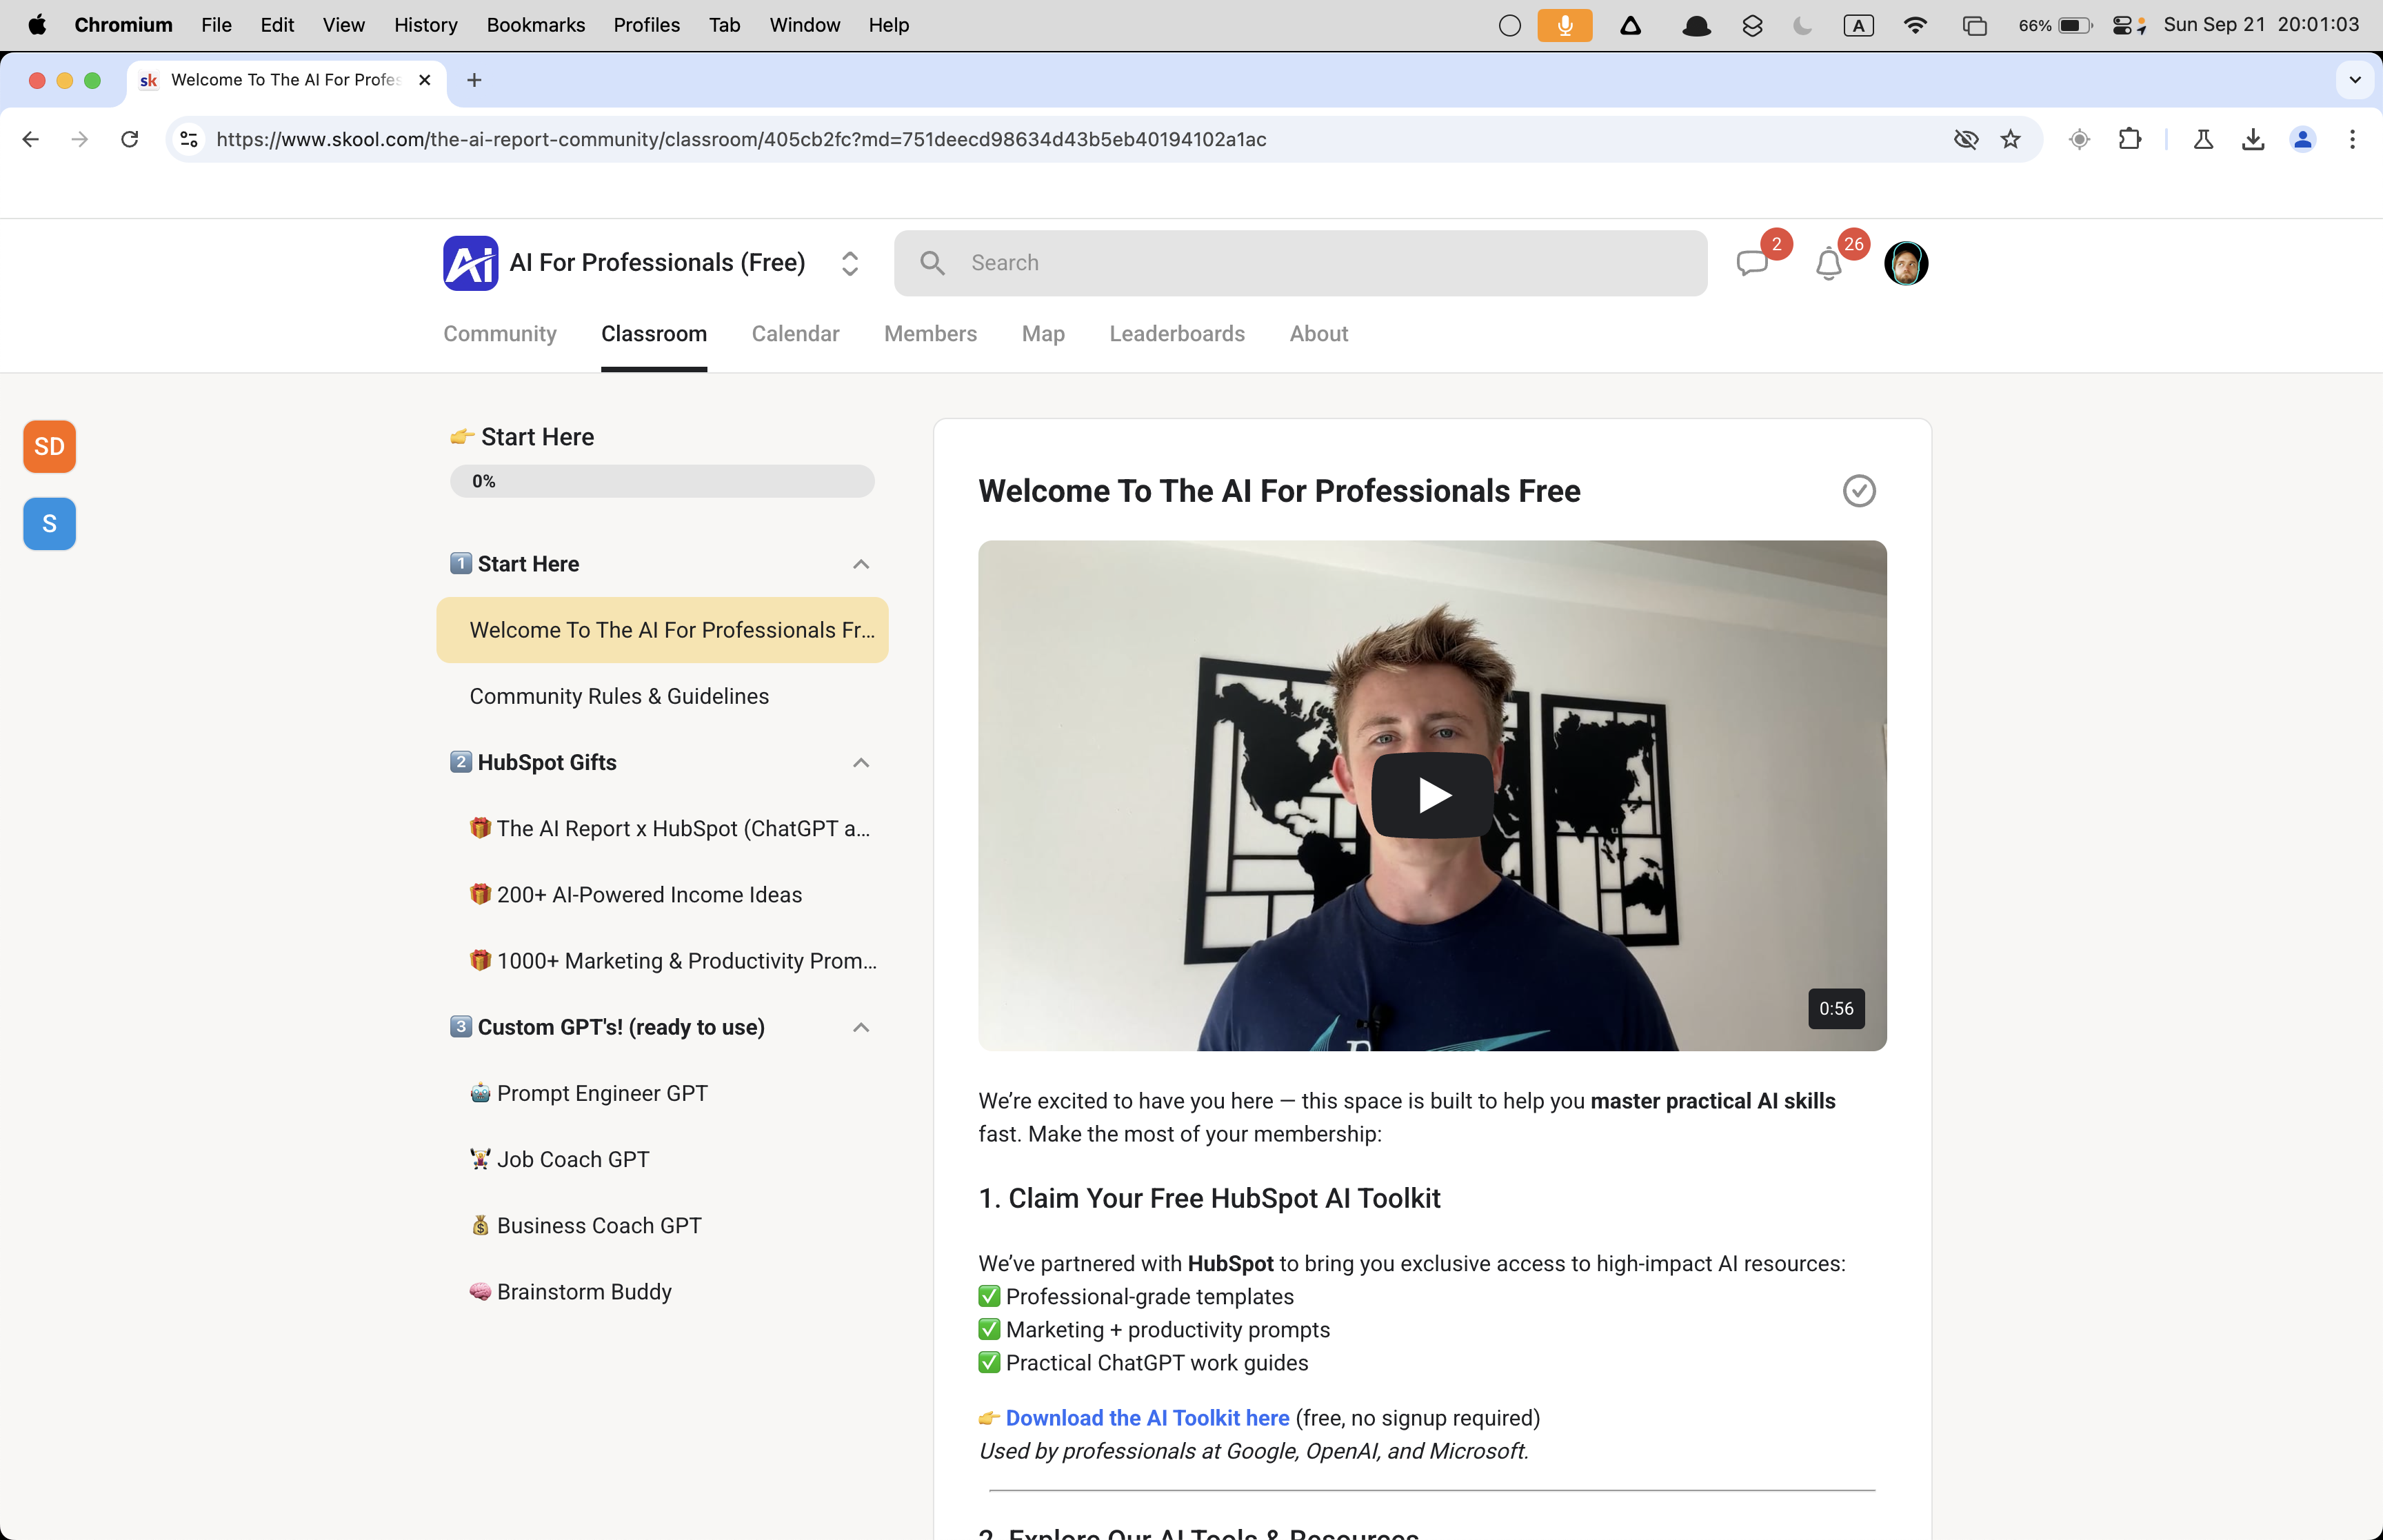 Chromium File Edit View History Bookmarks Profiles Tab Window Help A 66% Sun Sep 21 20:01:03
sk Welcome To The AI For Profes
https://www.skool.com/the-ai-report-community/classroom/405cb2fc?md=751deecd98634d43b5eb40194102a1ac
Ai AI For Professionals (Free) Search 2 26
Community Classroom Calendar Members Map Leaderboards About
SD
S
👉 Start Here
0%
1️⃣ Start Here
Welcome To The AI For Professionals Fr...
Community Rules & Guidelines
2️⃣ HubSpot Gifts
🎁 The AI Report x HubSpot (ChatGPT a...
🎁 200+ AI-Powered Income Ideas
🎁 1000+ Marketing & Productivity Prom...
3️⃣ Custom GPT's! (ready to use)
🤖 Prompt Engineer GPT
🏋️ Job Coach GPT
💰 Business Coach GPT
🧠 Brainstorm Buddy
Welcome To The AI For Professionals Free
0:56
We’re excited to have you here — this space is built to help you master practical AI skills
fast. Make the most of your membership:
1. Claim Your Free HubSpot AI Toolkit
We’ve partnered with HubSpot to bring you exclusive access to high-impact AI resources:
✅ Professional-grade templates
✅ Marketing + productivity prompts
✅ Practical ChatGPT work guides
👉 Download the AI Toolkit here (free, no signup required)
Used by professionals at Google, OpenAI, and Microsoft.
2. Explore Our AI Tools & Resources